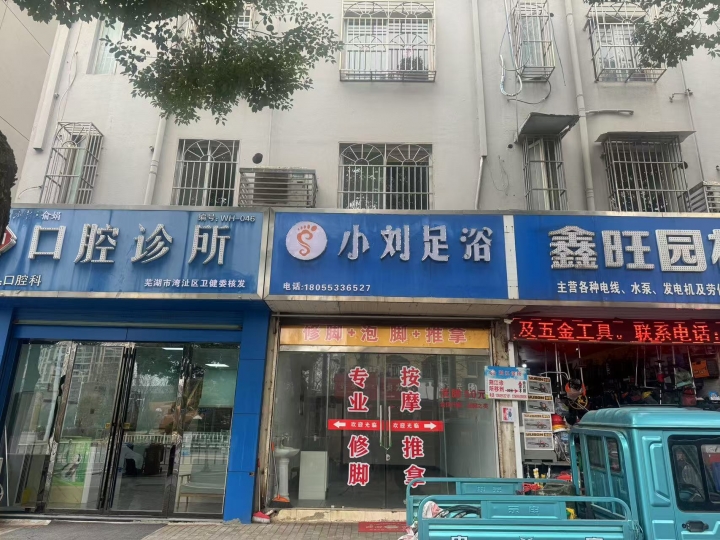 编号: WH-046
口腔诊所
口腔科
芜湖市湾沚区卫健委核发
小刘足浴
电话:18055336527
鑫旺园林
主营各种电线、水泵、发电机及劳保
修脚+泡脚+推拿
及五金工具。联系电话:
专业修脚
按摩推拿
欢迎光临
欢迎光临